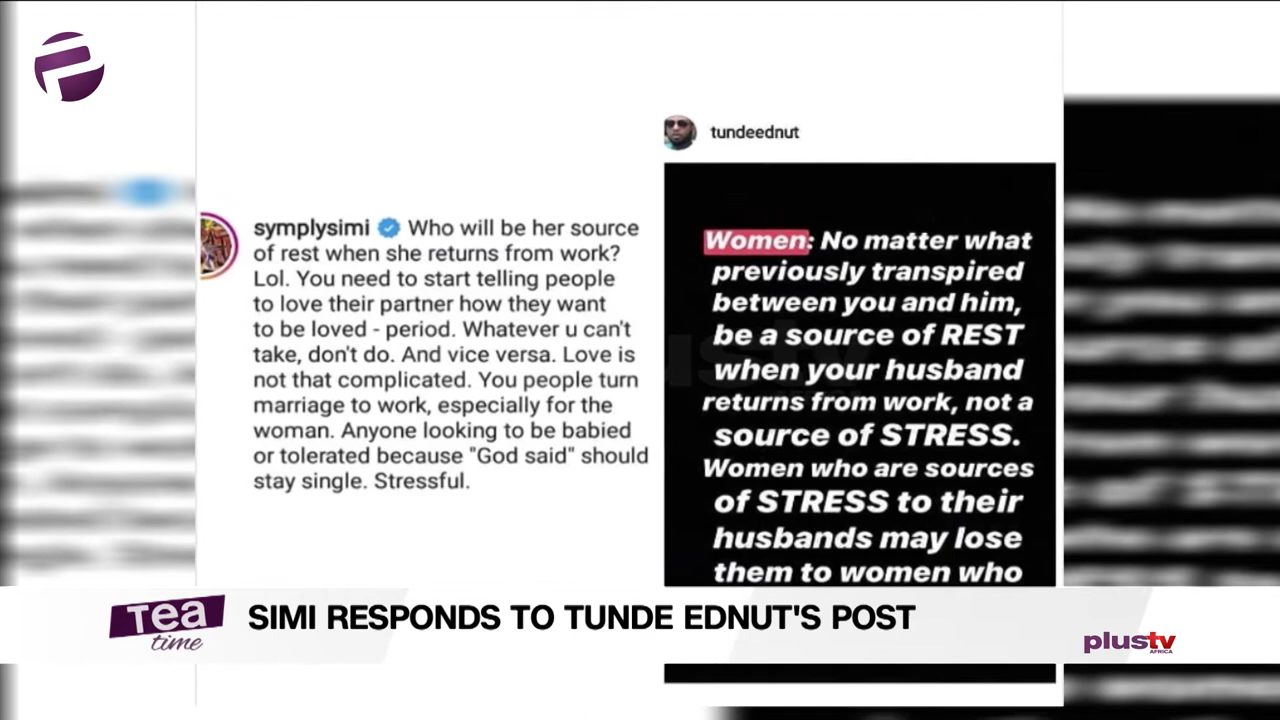 symplysimi Who will be her source
of rest when she returns from work?
Lol. You need to start telling people
to love their partner how they want
to be loved - period. Whatever u can't
take, don't do. And vice versa. Love is
not that complicated. You people turn
marriage to work, especially for the
woman. Anyone looking to be babied
or tolerated because "God said" should
stay single. Stressful.
tundeednut
Women: No matter what
previously transpired
between you and him,
be a source of REST
when your husband
returns from work, not a
source of STRESS.
Women who are sources
of STRESS to their
husbands may lose
them to women who
Tea
time
SIMI RESPONDS TO TUNDE EDNUT'S POST
plustv
AFRICA